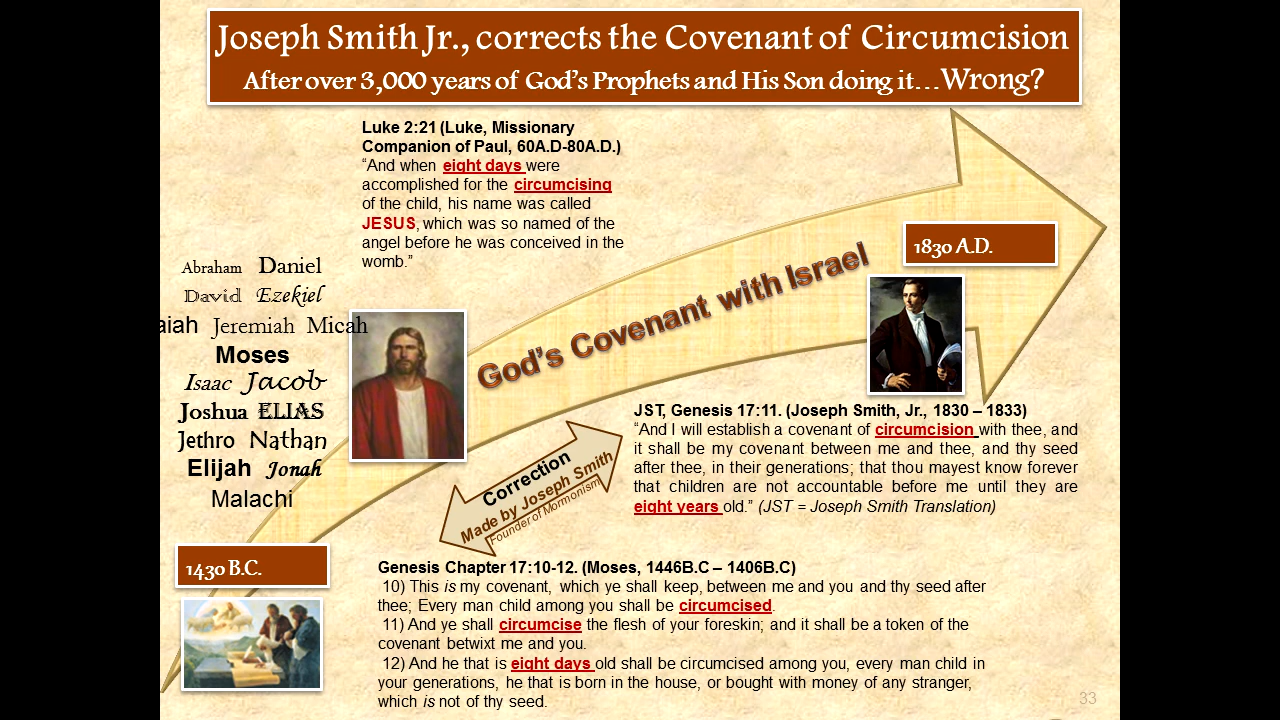 Joseph Smith Jr., corrects the Covenant of Circumcision
After over 3,000 years of God's Prophets and His Son doing it...Wrong?
Luke 2:21 (Luke, Missionary
Companion of Paul, 60A.D-80A.D.)
“And when eight days were
accomplished for the circumcising
of the child, his name was called
JESUS, which was so named of the
angel before he was conceived in the
womb.”
1830 A.D.
God's Covenant with Israel
Abraham Daniel
David Ezekiel
aiah Jeremiah Micah
Moses
Isaac Jacob
Joshua ELIAS
Jethro Nathan
Elijah Jonah
Malachi
JST, Genesis 17:11. (Joseph Smith, Jr., 1830 – 1833)
“And I will establish a covenant of circumcision with thee, and
it shall be my covenant between me and thee, and thy seed
after thee, in their generations; that thou mayest know forever
that children are not accountable before me until they are
eight years old.” (JST = Joseph Smith Translation)
Correction
Made by Joseph Smith
Founder of Mormonism
1430 B.C.
Genesis Chapter 17:10-12. (Moses, 1446B.C – 1406B.C)
10) This is my covenant, which ye shall keep, between me and you and thy seed after
thee; Every man child among you shall be circumcised.
11) And ye shall circumcise the flesh of your foreskin; and it shall be a token of the
covenant betwixt me and you.
12) And he that is eight days old shall be circumcised among you, every man child in
your generations, he that is born in the house, or bought with money of any stranger,
which is not of thy seed.
33